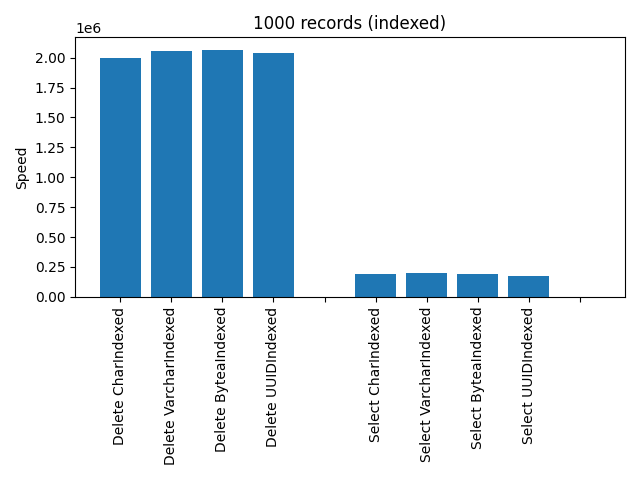 1000 records (indexed)
1e6
Speed
2.00
1.75
1.50
1.25
1.00
0.75
0.50
0.25
0.00
Delete CharIndexed
Delete VarcharIndexed
Delete ByteaIndexed
Delete UUIDIndexed
Select CharIndexed
Select VarcharIndexed
Select ByteaIndexed
Select UUIDIndexed